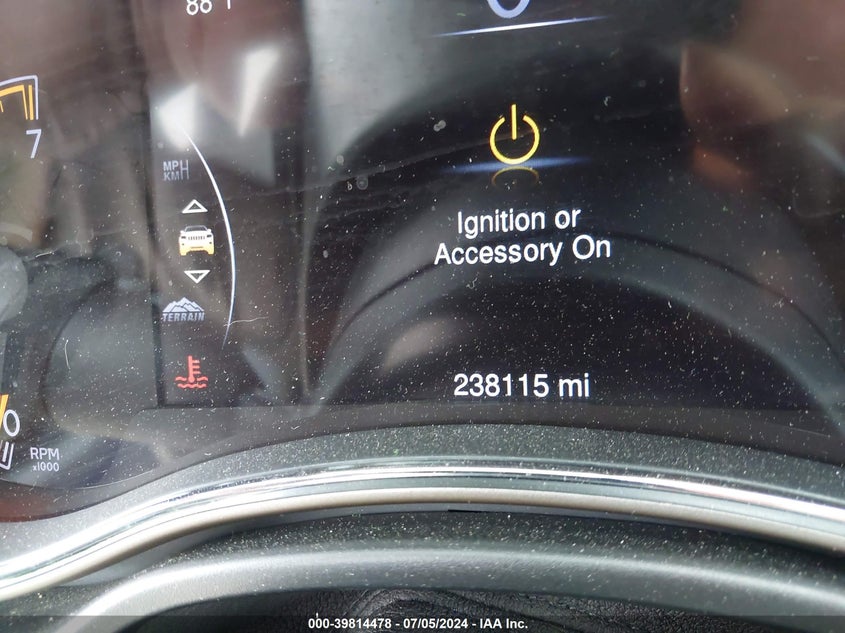 7
MPH
KMH
Ignition or
Accessory On
TERRAIN
238115 mi
0
RPM
x1000
000-39814478 - 07/05/2024 - IAA Inc.